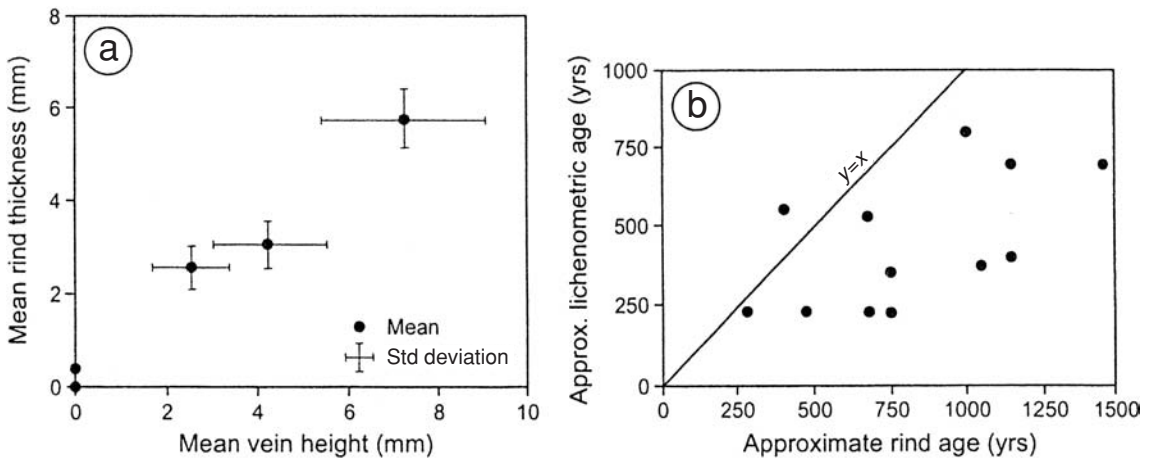 a
8
6
4
2
0
0 2 4 6 8 10
Mean rind thickness (mm)
Mean vein height (mm)
Mean
Std deviation
b
1000
750
500
250
0
0 250 500 750 1000 1250 1500
Approx. lichenometric age (yrs)
Approximate rind age (yrs)
y=x